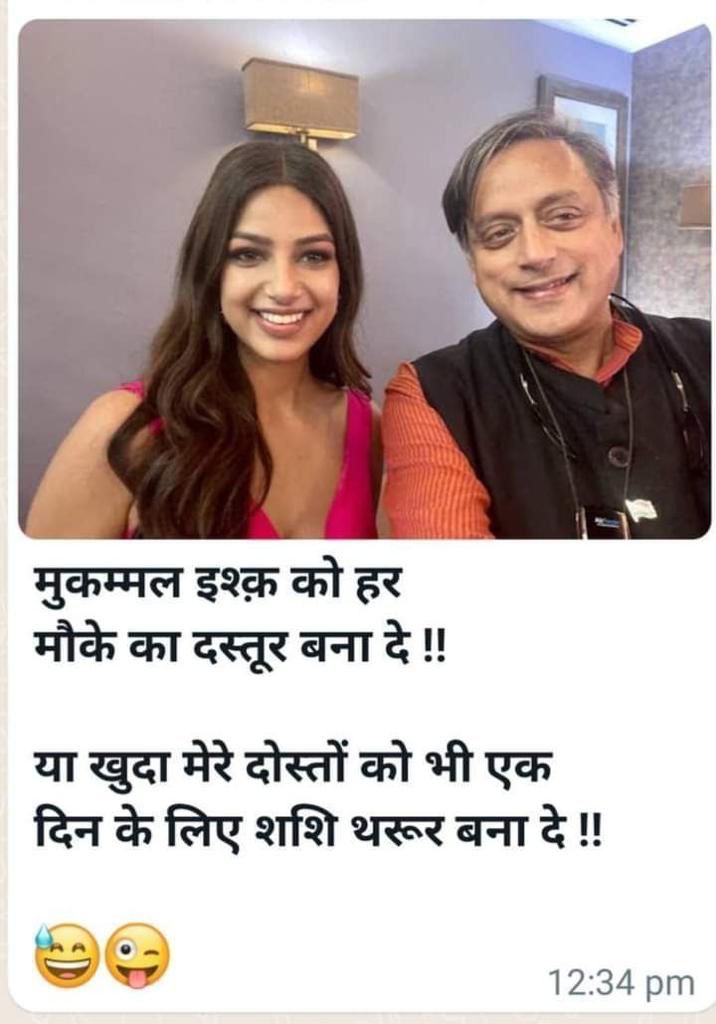 मुकम्मल इश्क़ को हर
मौके का दस्तूर बना दे !!
या खुदा मेरे दोस्तों को भी एक
दिन के लिए शशि थरूर बना दे !!
😅😜
12:34 pm